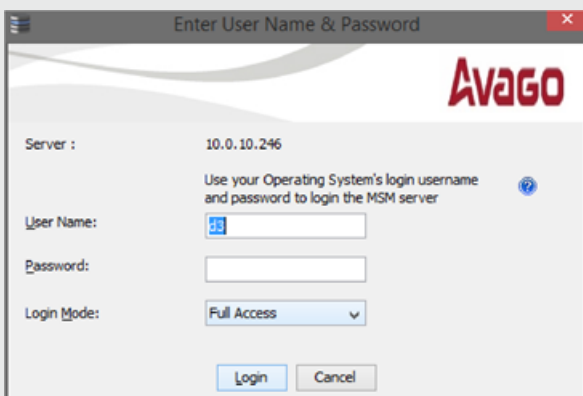 Enter User Name & Password
AVAGO
Server :
10.0.10.246
Use your Operating System's login username
and password to login the MSM server
User Name:
d3
Password:
Login Mode:
Full Access
Login
Cancel